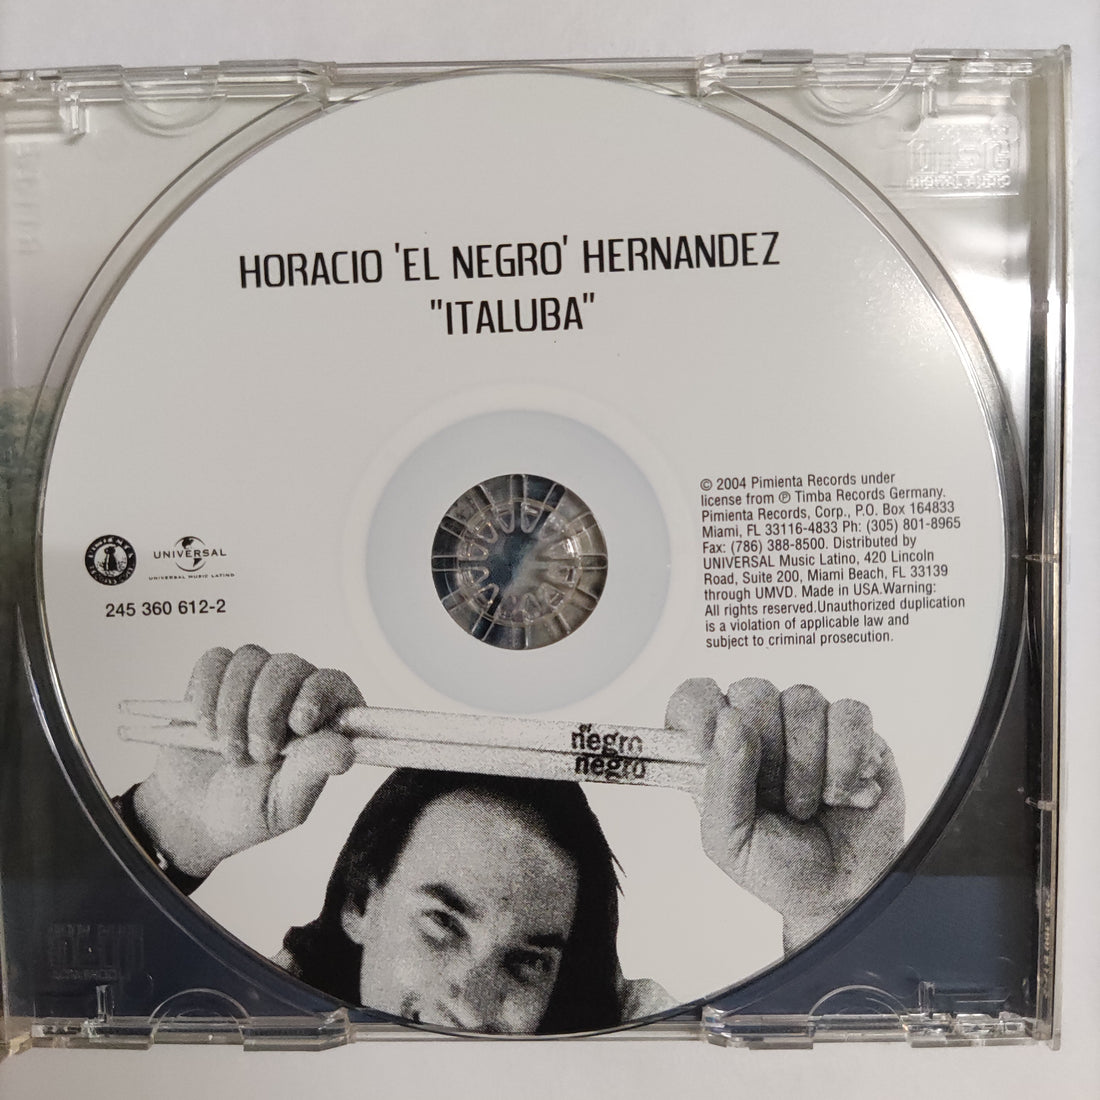 HORACIO 'EL NEGRO' HERNANDEZ
"ITALUBA"
© 2004 Pimienta Records under
license from ℗ Timba Records Germany.
Pimienta Records, Corp., P.O. Box 164833
Miami, FL 33116-4833 Ph: (305) 801-8965
Fax: (786) 388-8500. Distributed by
UNIVERSAL Music Latino, 420 Lincoln
Road, Suite 200, Miami Beach, FL 33139
through UMVD. Made in USA.Warning:
All rights reserved.Unauthorized duplication
is a violation of applicable law and
subject to criminal prosecution.
UNIVERSAL
UNIVERSAL MUSIC LATINO
245 360 612-2
el
negro
negro
DIGITAL AUDIO